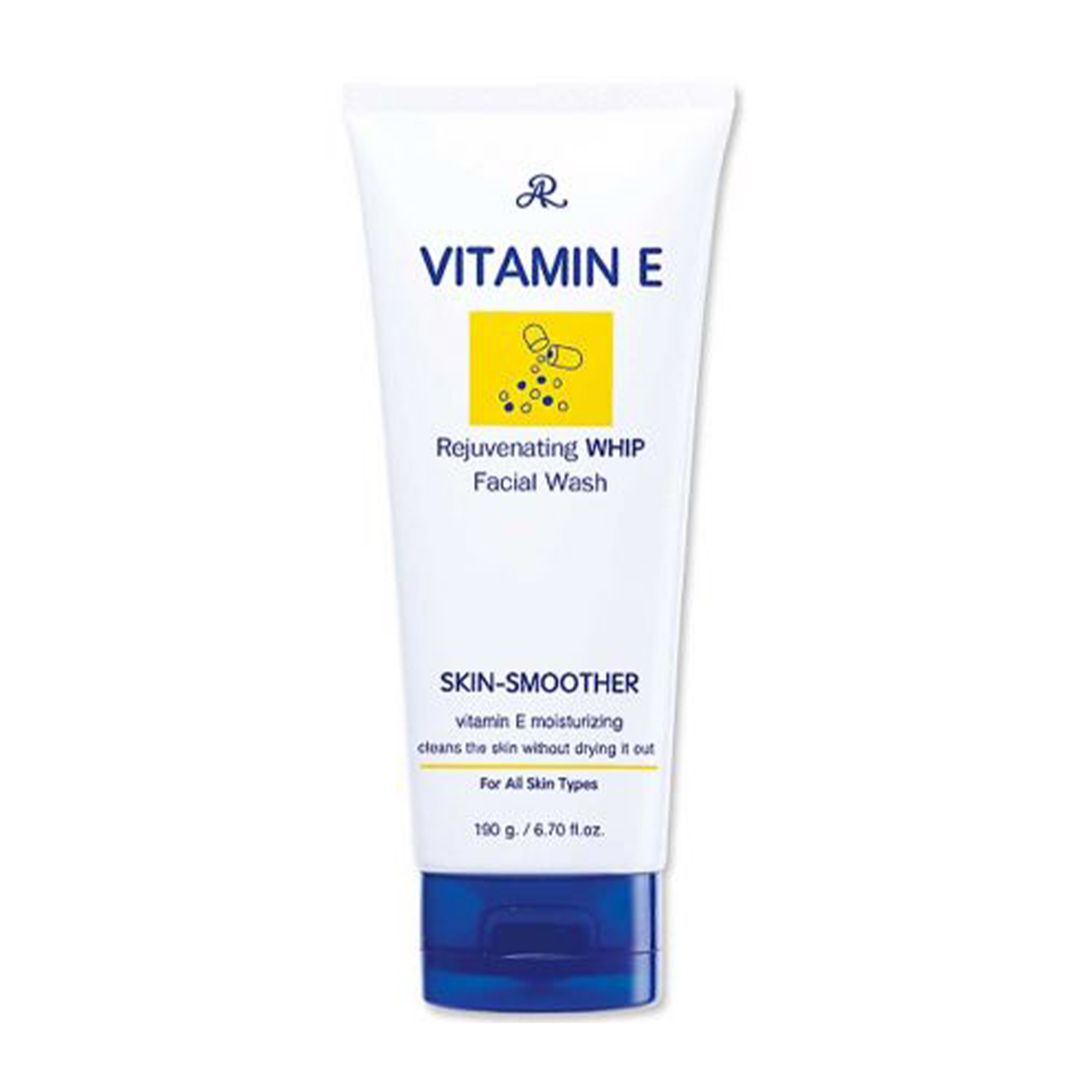 AR
VITAMIN E
Rejuvenating WHIP
Facial Wash
SKIN-SMOOTHER
vitamin E moisturizing
cleans the skin without drying it out
For All Skin Types
190 g. / 6.70 fl.oz.